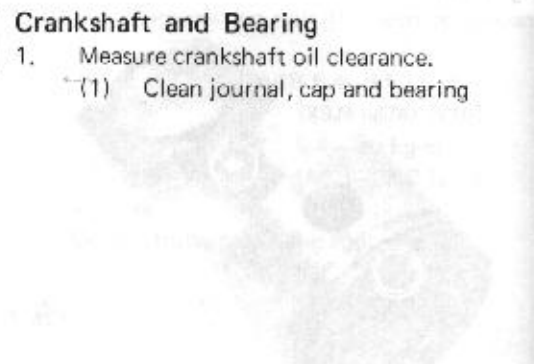 Crankshaft and Bearing
1. Measure crankshaft oil clearance.
(1) Clean journal, cap and bearing